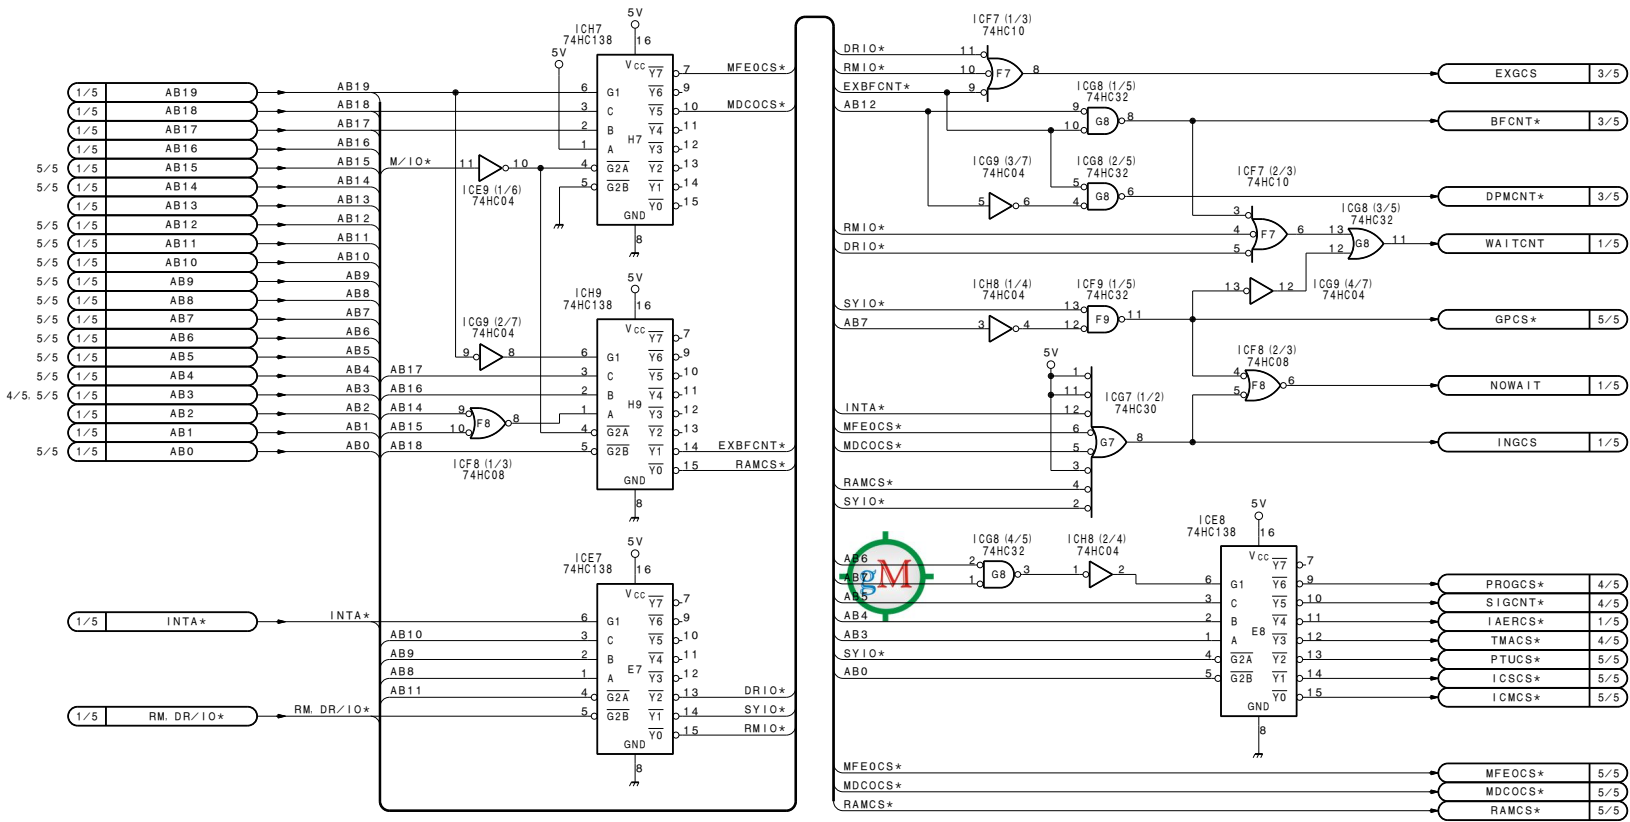 1/5 AB19
1/5 AB18
1/5 AB17
1/5 AB16
5/5 1/5 AB15
5/5 1/5 AB14
1/5 AB13
5/5 1/5 AB12
5/5 1/5 AB11
5/5 1/5 AB10
5/5 1/5 AB9
5/5 1/5 AB8
5/5 1/5 AB7
5/5 1/5 AB6
5/5 1/5 AB5
5/5 1/5 AB4
4/5, 5/5 1/5 AB3
1/5 AB2
1/5 AB1
5/5 1/5 AB0
1/5 INTA*
1/5 RM, DR/IO*
AB19
AB18
AB17
AB16
AB15
AB14
AB13
AB12
AB11
AB10
AB9
AB8
AB7
AB6
AB5
AB4
AB3
AB2
AB1
AB0
INTA*
RM, DR/IO*
M/IO* 11 10
ICE9 (1/6)
74HC04
ICG9 (2/7)
74HC04
9 8
AB17
AB16
AB14 9
AB15 10 F8 8
AB18
ICF8 (1/3)
74HC08
5V
ICH7
74HC138
16
5V
Vcc Y7 7 MFE0CS*
6 G1 Y6 9
3 C Y5 10 MDC0CS*
2 B Y4 11
H7
1 A Y3 12
4 G2A Y2 13
5 G2B Y1 14
Y0 15
GND
8
5V
ICH9
74HC138
16
Vcc Y7 7
6 G1 Y6 9
3 C Y5 10
2 B Y4 11
H9
1 A Y3 12
4 G2A Y2 13
5 G2B Y1 14 EXBFCNT*
Y0 15 RAMCS*
GND
8
5V
ICE7
74HC138
16
Vcc Y7 7
6 G1 Y6 9
AB10 3 C Y5 10
AB9 2 B Y4 11
E7
AB8 1 A Y3 12
AB11 4 G2A Y2 13 DRIO*
5 G2B Y1 14 SYIO*
Y0 15 RMIO*
GND
8
ICF7 (1/3)
74HC10
DRIO* 11
RMIO* 10 F7 8
EXBFCNT* 9
AB12
EXGCS 3/5
ICG8 (1/5)
74HC32
9
10 G8 8
BFCNT* 3/5
ICG9 (3/7)
74HC04
5 6
ICG8 (2/5)
74HC32
5
4 G8 6
DPMCNT* 3/5
ICF7 (2/3)
74HC10
3
RMIO* 4 F7 6
DRIO* 5
ICG8 (3/5)
74HC32
13
12 G8 11
WAITCNT 1/5
13 12
ICG9 (4/7)
74HC04
ICH8 (1/4)
74HC04
ICF9 (1/5)
74HC32
SYIO* 13
AB7 3 4 12 F9 11
GPCS* 5/5
ICF8 (2/3)
74HC08
4
5 F8 6
NOWAIT 1/5
5V
1
11
ICG7 (1/2)
74HC30
INTA* 12
MFE0CS* 6
G7 8
MDC0CS* 5
3
RAMCS* 4
SYIO* 2
INGCS 1/5
ICG8 (4/5)
74HC32
ICH8 (2/4)
74HC04
AB6 2
AB7 1 G8 3 1 2
gM
5V
ICE8
74HC138
16
Vcc Y7 7
6 G1 Y6 9 PROGCS* 4/5
AB5 3 C Y5 10 SIGCNT* 4/5
AB4 2 B Y4 11 IAERCS* 1/5
E8
AB3 1 A Y3 12 TMACS* 4/5
SYIO* 4 G2A Y2 13 PTUCS* 5/5
AB0 5 G2B Y1 14 ICSCS* 5/5
Y0 15 ICMCS* 5/5
GND
8
MFE0CS* MFE0CS* 5/5
MDC0CS* MDC0CS* 5/5
RAMCS* RAMCS* 5/5